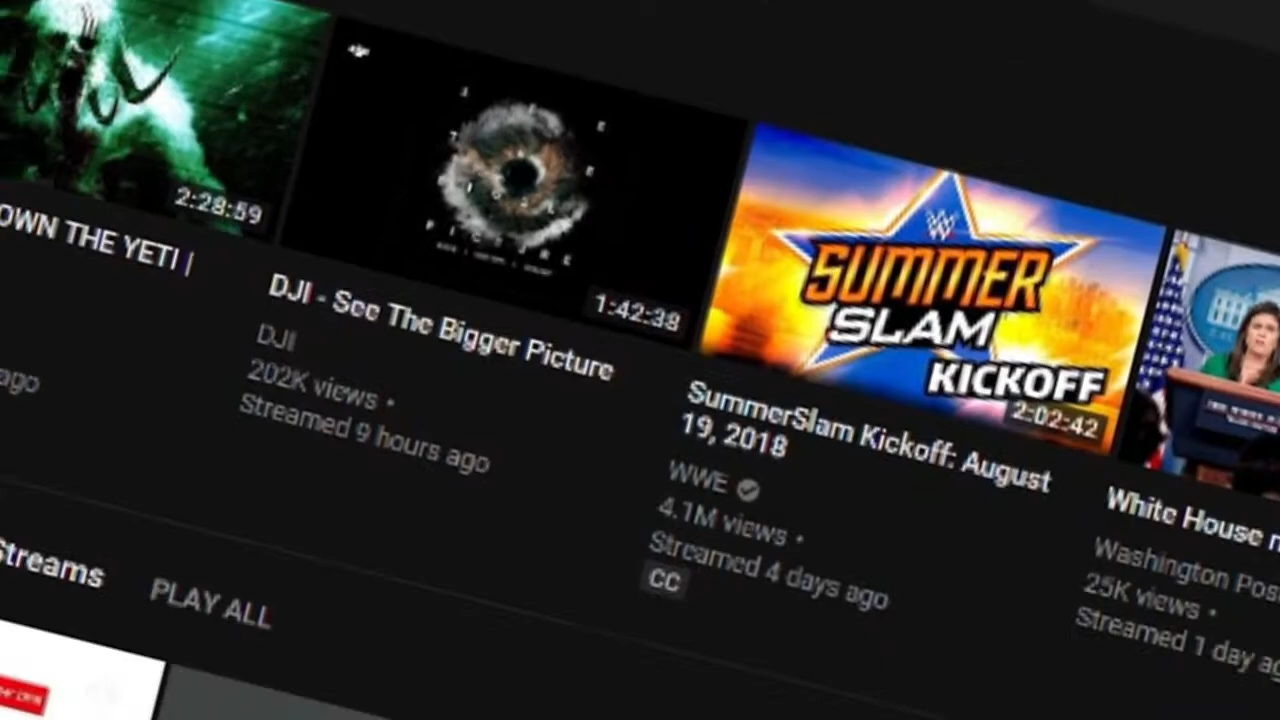 2:28:59
OWN THE YETI |
ago
PICTURE
1:42:38
DJI - See The Bigger Picture
DJI
202K views •
Streamed 9 hours ago
W
SUMMER
SLAM
KICKOFF
2:02:42
SummerSlam Kickoff: August
19, 2018
WWE
4.1M views •
Streamed 4 days ago
CC
White House
Washington
25K views •
Streamed 1 day
Streams
PLAY ALL